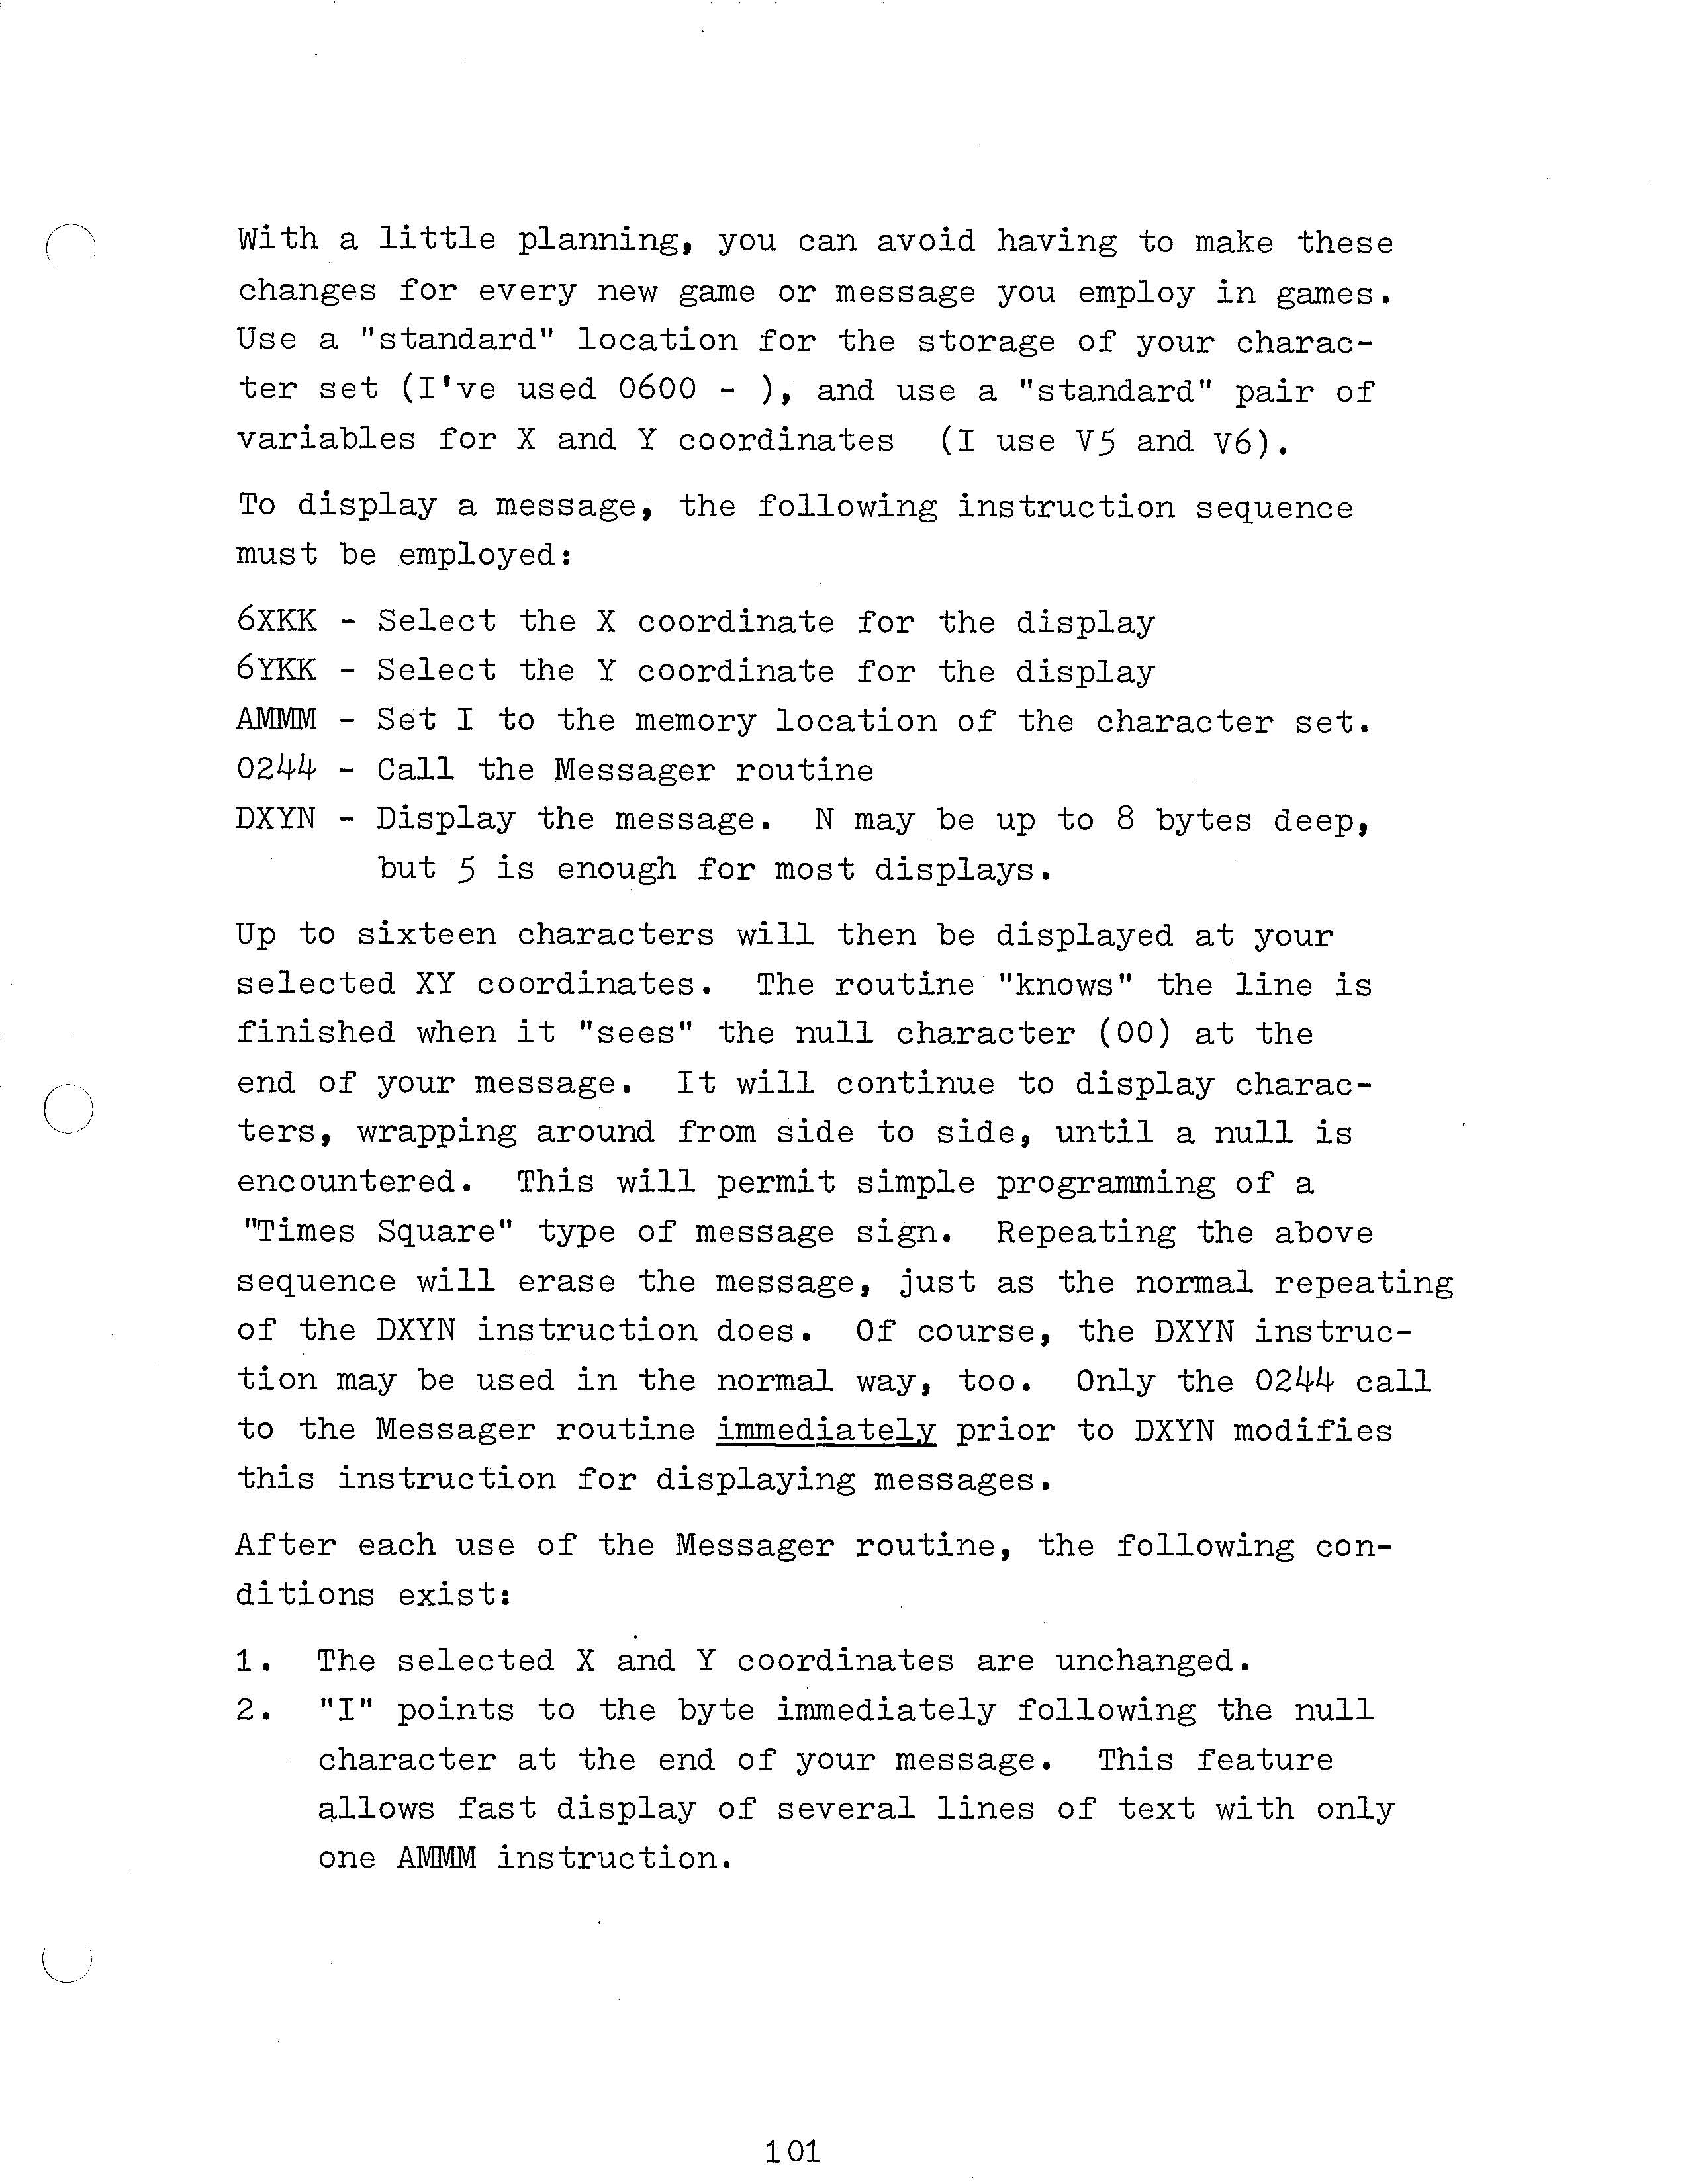 With a little planning, you can avoid having to make these
changes for every new game or message you employ in games.
Use a "standard" location for the storage of your charac-
ter set (I've used 0600 - ), and use a "standard" pair of
variables for X and Y coordinates (I use V5 and V6).
To display a message, the following instruction sequence
must be employed:
6XKK - Select the X coordinate for the display
6YKK - Select the Y coordinate for the display
AMMM - Set I to the memory location of the character set.
0244 - Call the Messager routine
DXYN - Display the message. N may be up to 8 bytes deep,
but 5 is enough for most displays.
Up to sixteen characters will then be displayed at your
selected XY coordinates. The routine "knows" the line is
finished when it "sees" the null character (00) at the
end of your message. It will continue to display charac-
ters, wrapping around from side to side, until a null is
encountered. This will permit simple programming of a
"Times Square" type of message sign. Repeating the above
sequence will erase the message, just as the normal repeating
of the DXYN instruction does. Of course, the DXYN instruc-
tion may be used in the normal way, too. Only the 0244 call
to the Messager routine immediately prior to DXYN modifies
this instruction for displaying messages.
After each use of the Messager routine, the following con-
ditions exist:
1. The selected X and Y coordinates are unchanged.
2. "I" points to the byte immediately following the null
character at the end of your message. This feature
allows fast display of several lines of text with only
one AMMM instruction.
101